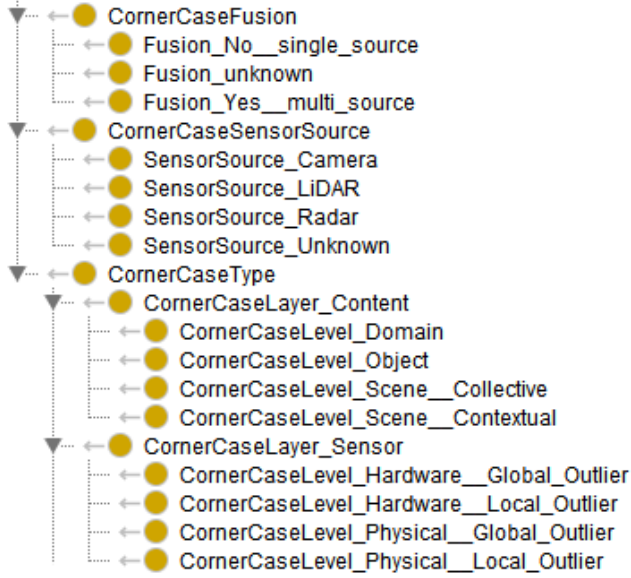 CornerCaseFusion
Fusion_No__single_source
Fusion_unknown
Fusion_Yes__multi_source
CornerCaseSensorSource
SensorSource_Camera
SensorSource_LiDAR
SensorSource_Radar
SensorSource_Unknown
CornerCaseType
CornerCaseLayer_Content
CornerCaseLevel_Domain
CornerCaseLevel_Object
CornerCaseLevel_Scene__Collective
CornerCaseLevel_Scene__Contextual
CornerCaseLayer_Sensor
CornerCaseLevel_Hardware__Global_Outlier
CornerCaseLevel_Hardware__Local_Outlier
CornerCaseLevel_Physical__Global_Outlier
CornerCaseLevel_Physical__Local_Outlier